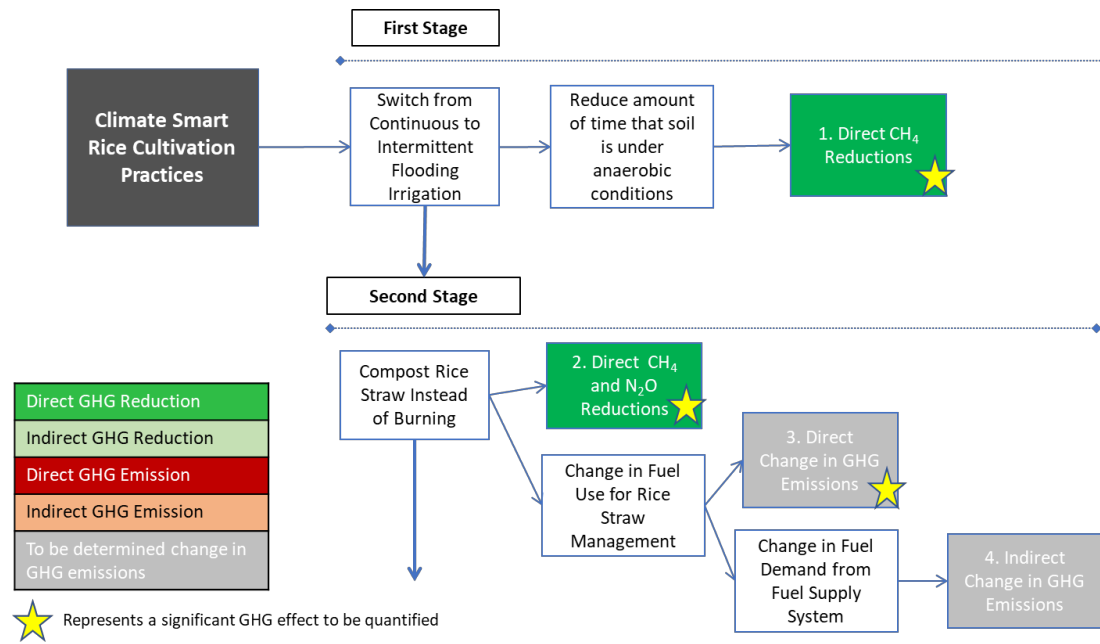 First Stage
Climate Smart
Rice Cultivation
Practices
Switch from
Continuous to
Intermittent
Flooding
Irrigation
Reduce amount
of time that soil
is under
anaerobic
conditions
1. Direct CH₄
Reductions
Second Stage
Compost Rice
Straw Instead of
Burning
2. Direct CH₄
and N₂O
Reductions
3. Direct
Change in GHG
Emissions
Change in Fuel
Use for Rice
Straw
Management
Change in Fuel
Demand from
Fuel Supply
System
4. Indirect
Change in GHG
Emissions
Direct GHG Reduction
Indirect GHG Reduction
Direct GHG Emission
Indirect GHG Emission
To be determined change in
GHG emissions
Represents a significant GHG effect to be quantified